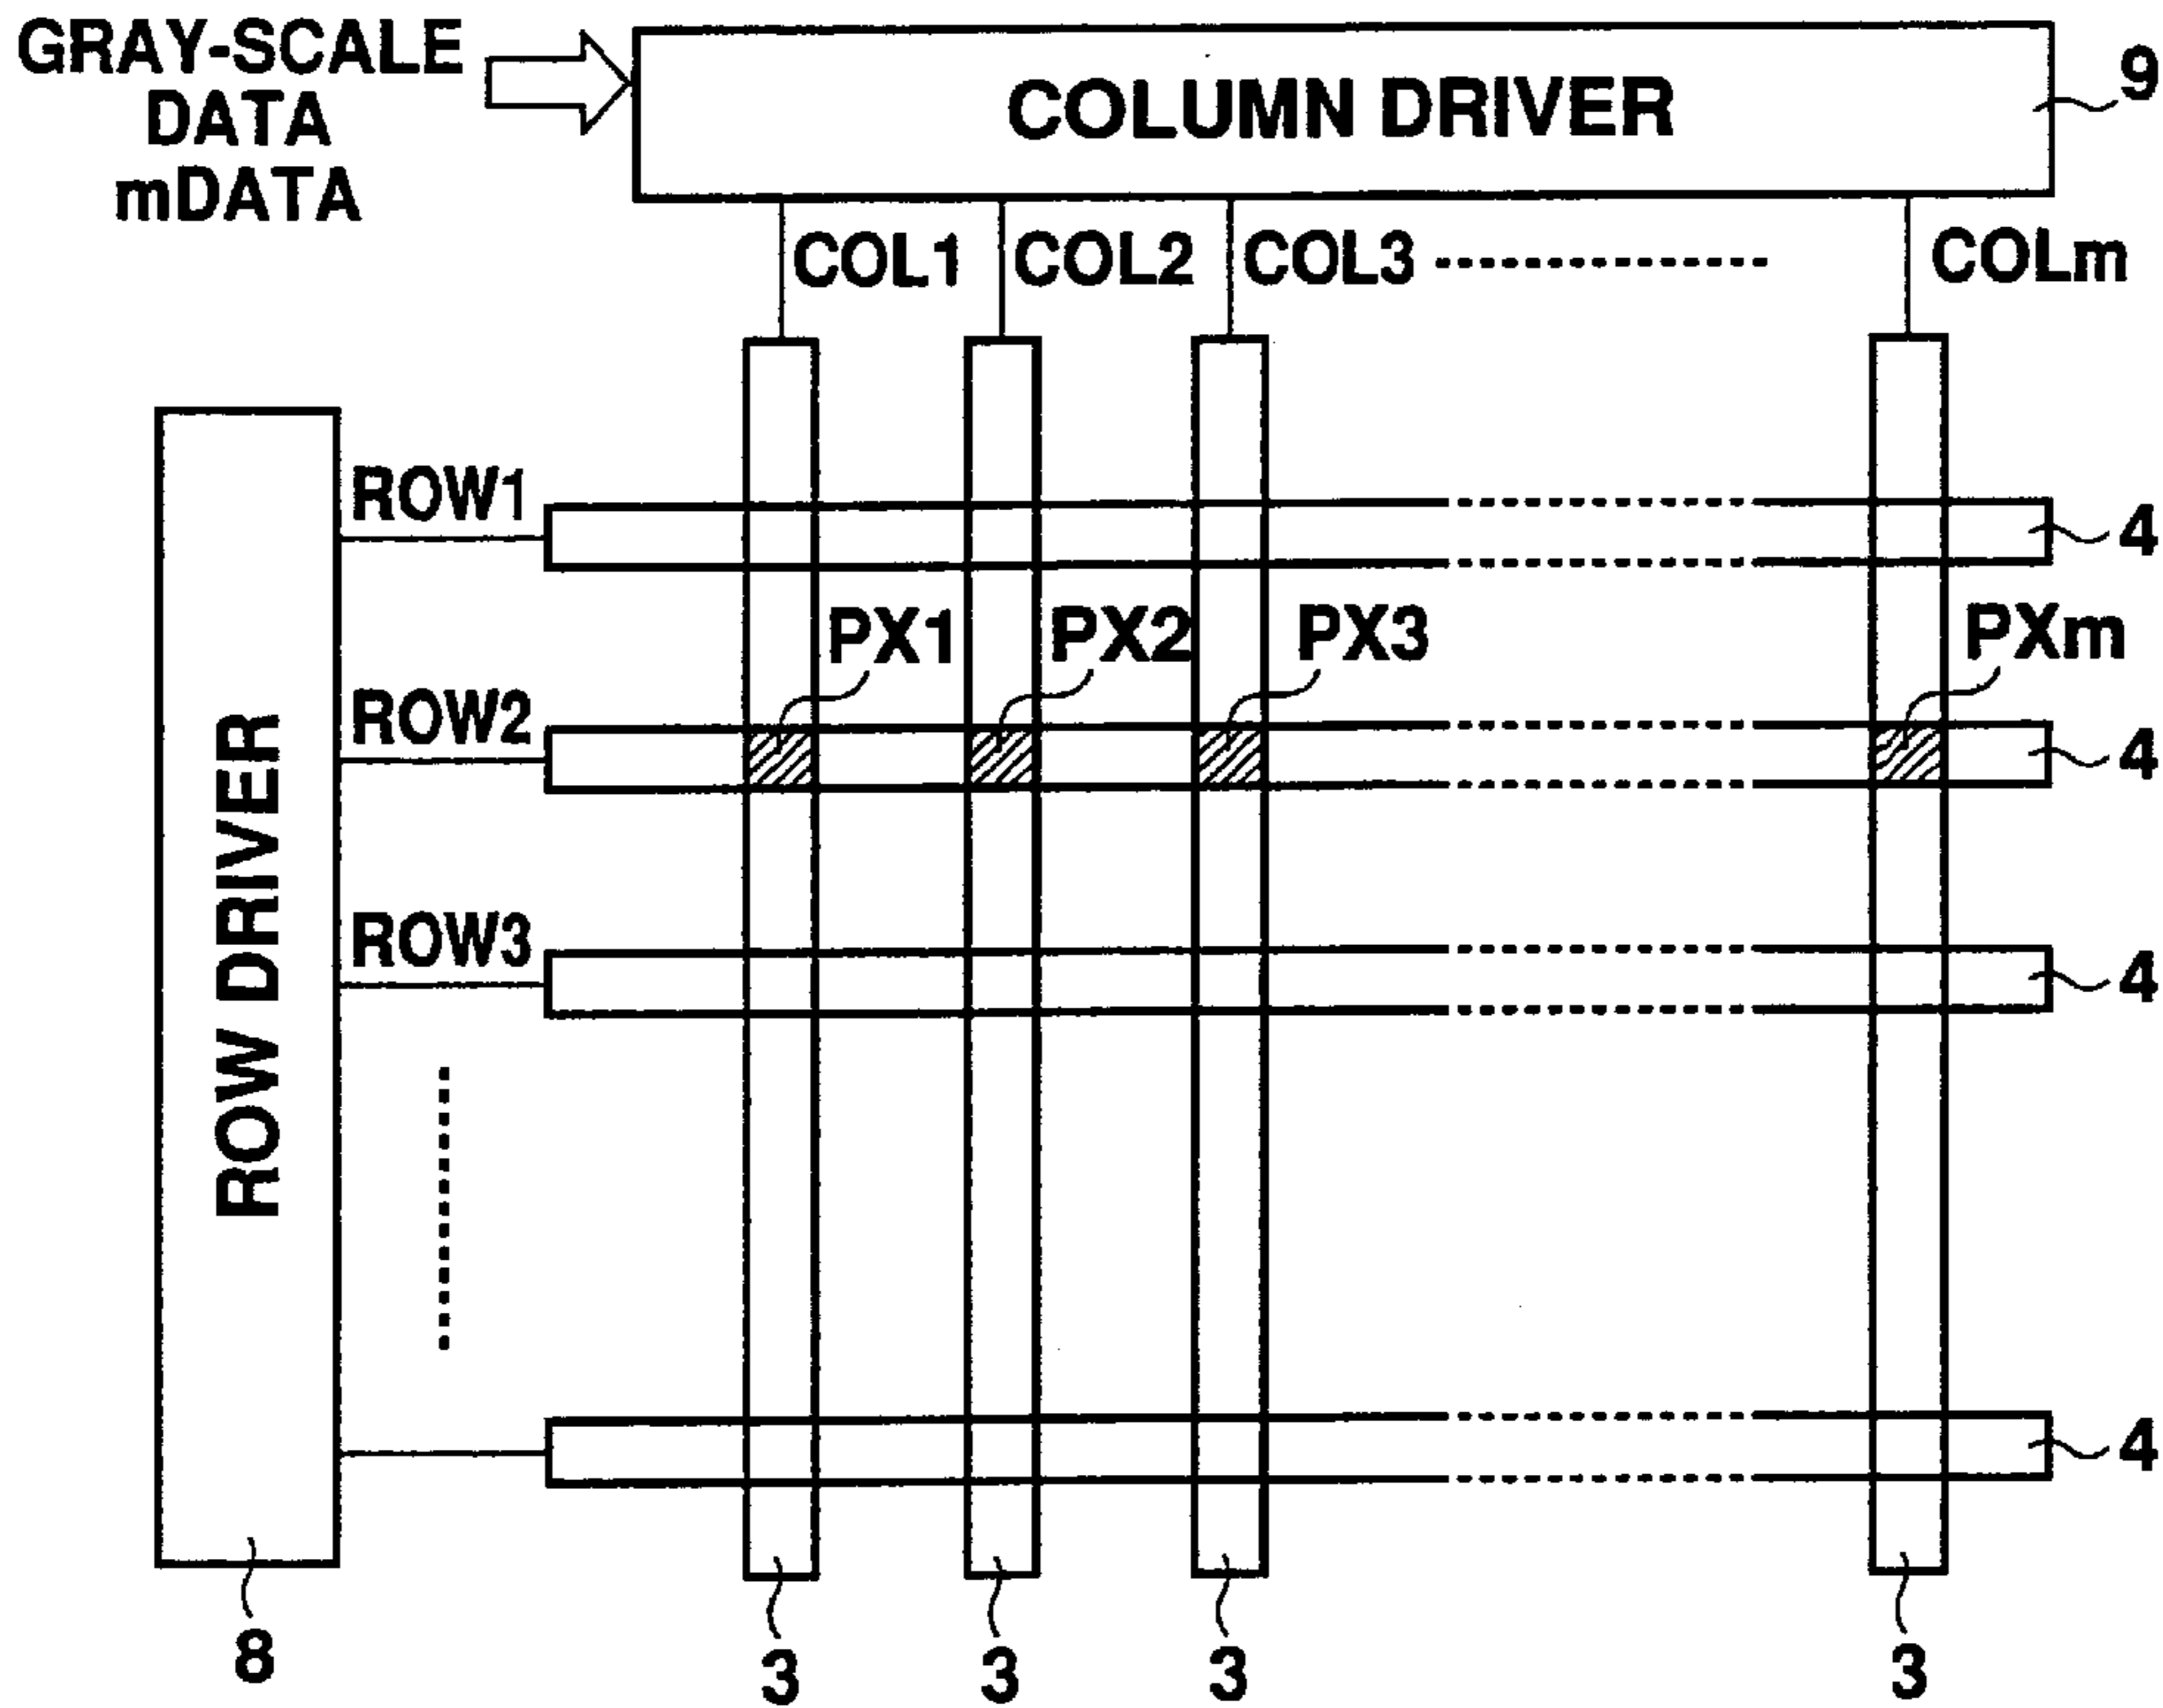 GRAY-SCALE
DATA
mDATA
COLUMN DRIVER
9
COL1
COL2
COL3
COLm
ROW DRIVER
ROW1
4
PX1
PX2
PX3
PXm
ROW2
4
ROW3
4
4
8
3
3
3
3